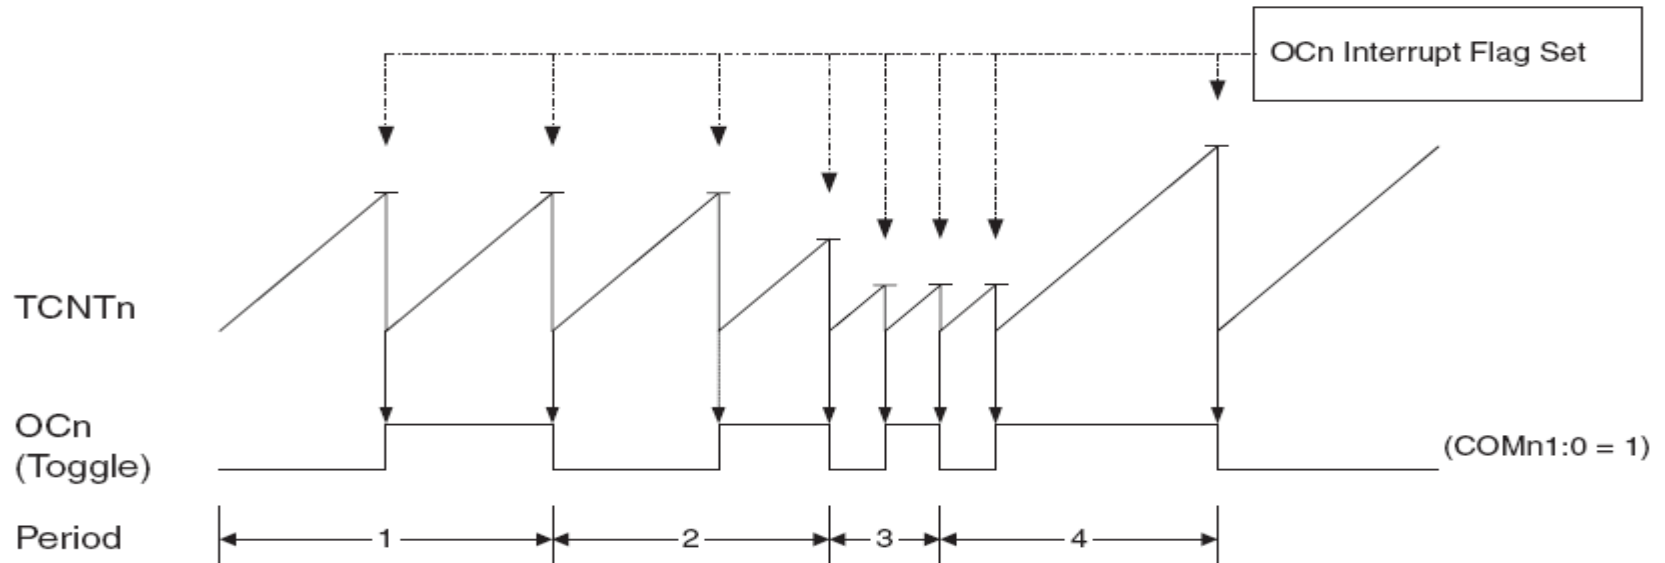 OCn Interrupt Flag Set
TCNTn
OCn
(Toggle)
(COMn1:0 = 1)
Period
1
2
3
4